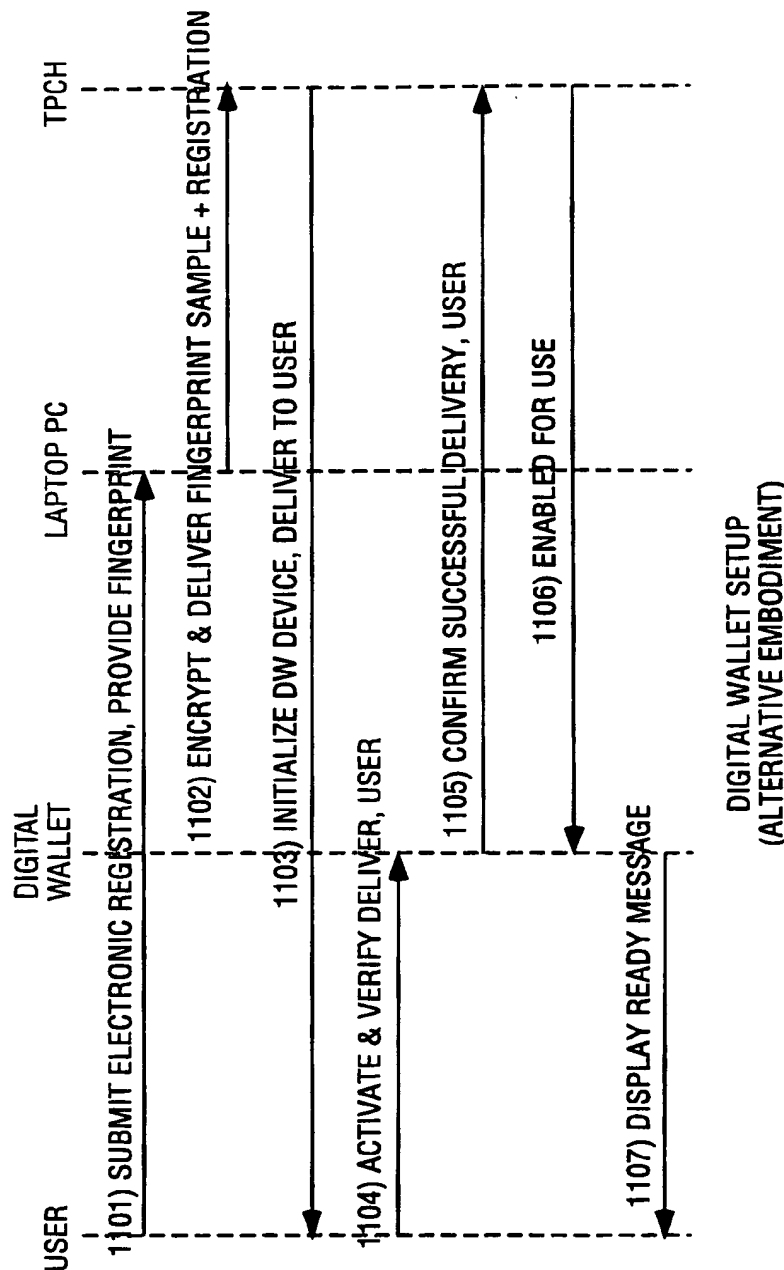 USER
DIGITAL
WALLET
LAPTOP PC
TPCH
1101) SUBMIT ELECTRONIC REGISTRATION, PROVIDE FINGERPRINT
1102) ENCRYPT & DELIVER FINGERPRINT SAMPLE + REGISTRATION
1103) INITIALIZE DW DEVICE, DELIVER TO USER
1104) ACTIVATE & VERIFY DELIVER, USER
1105) CONFIRM SUCCESSFUL DELIVERY, USER
1106) ENABLED FOR USE
1107) DISPLAY READY MESSAGE
DIGITAL WALLET SETUP
(ALTERNATIVE EMBODIMENT)